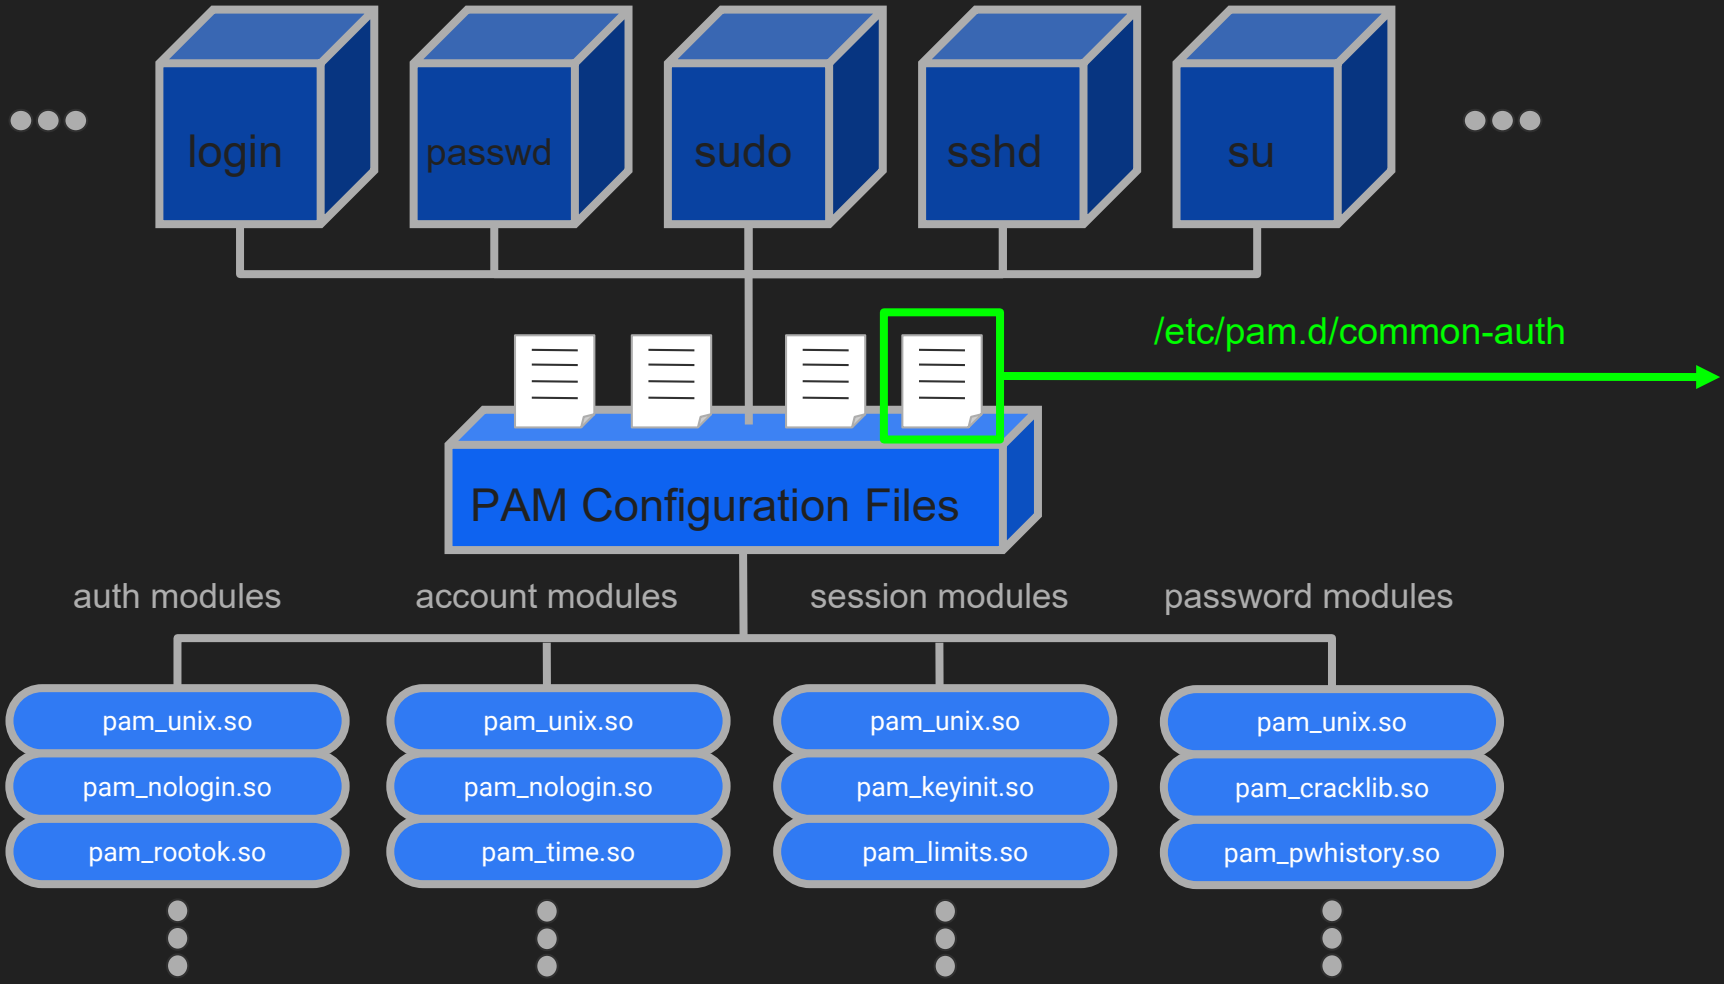 login
passwd
sudo
sshd
su
/etc/pam.d/common-auth
PAM Configuration Files
auth modules
account modules
session modules
password modules
pam_unix.so
pam_nologin.so
pam_rootok.so
pam_unix.so
pam_nologin.so
pam_time.so
pam_unix.so
pam_keyinit.so
pam_limits.so
pam_unix.so
pam_cracklib.so
pam_pwhistory.so